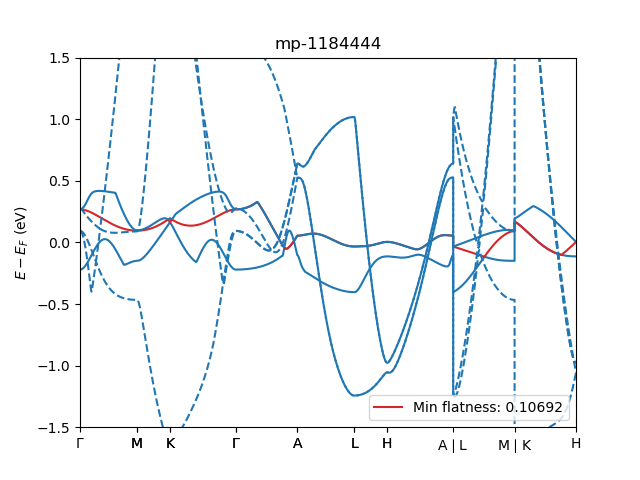 mp-1184444
E − E_F (eV)
1.5
1.0
0.5
0.0
−0.5
−1.0
−1.5
Min flatness: 0.10692
Γ M K Γ A L H A | L M | K H